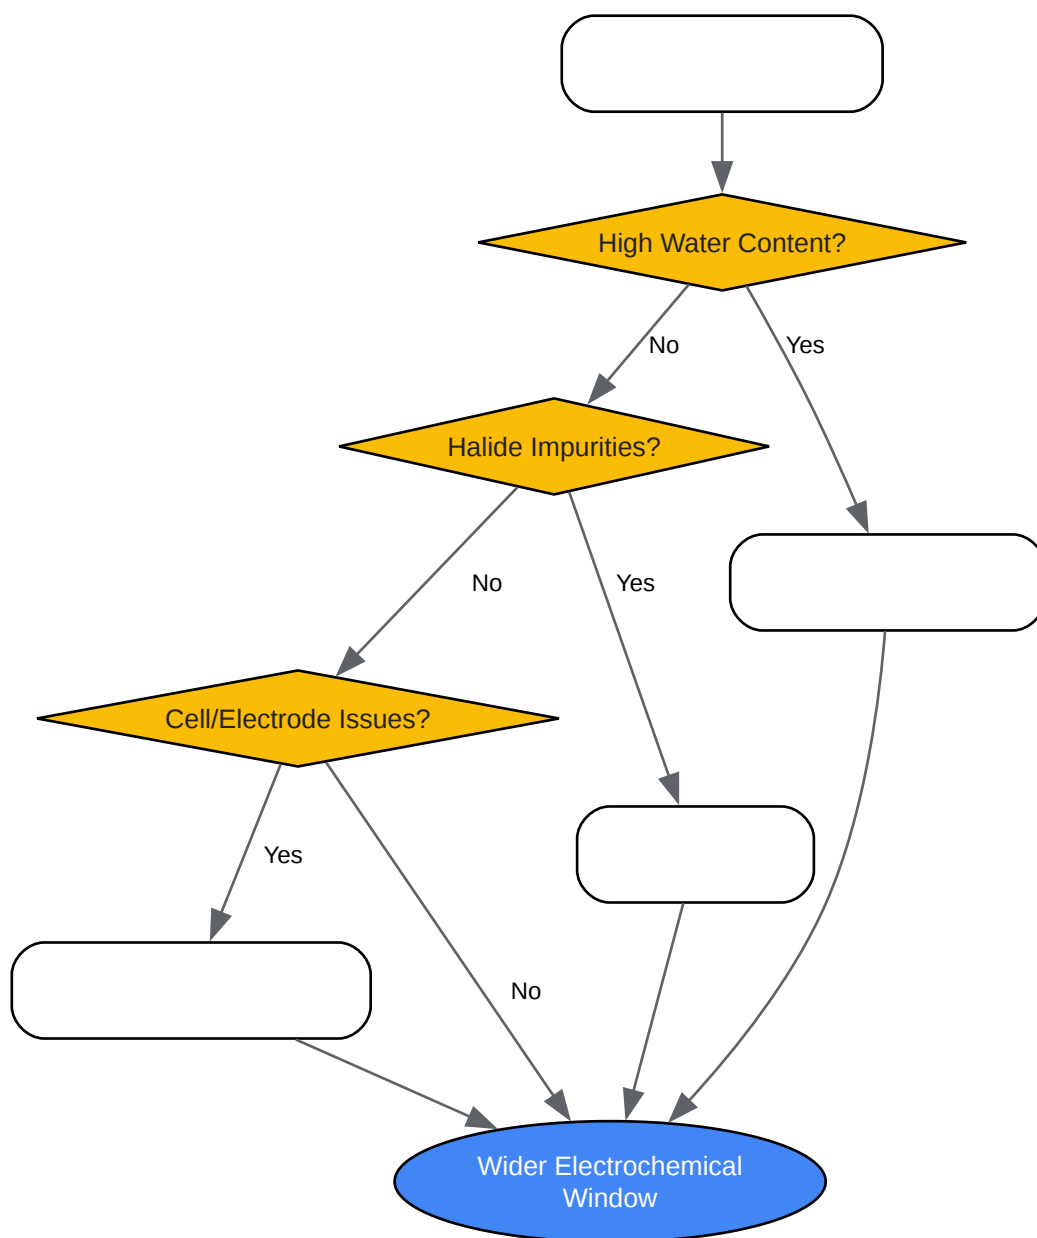 High Water Content?
No
Yes
Halide Impurities?
No
Yes
Cell/Electrode Issues?
Yes
No
Wider Electrochemical
Window